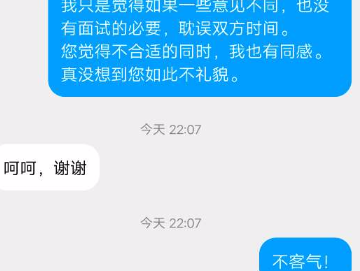 我只是觉得如果一些意见不同，也没
有面试的必要，耽误双方时间。
您觉得不合适的同时，我也有同感。
真没想到您如此不礼貌。
今天 22:07
呵呵，谢谢
今天 22:07
不客气！